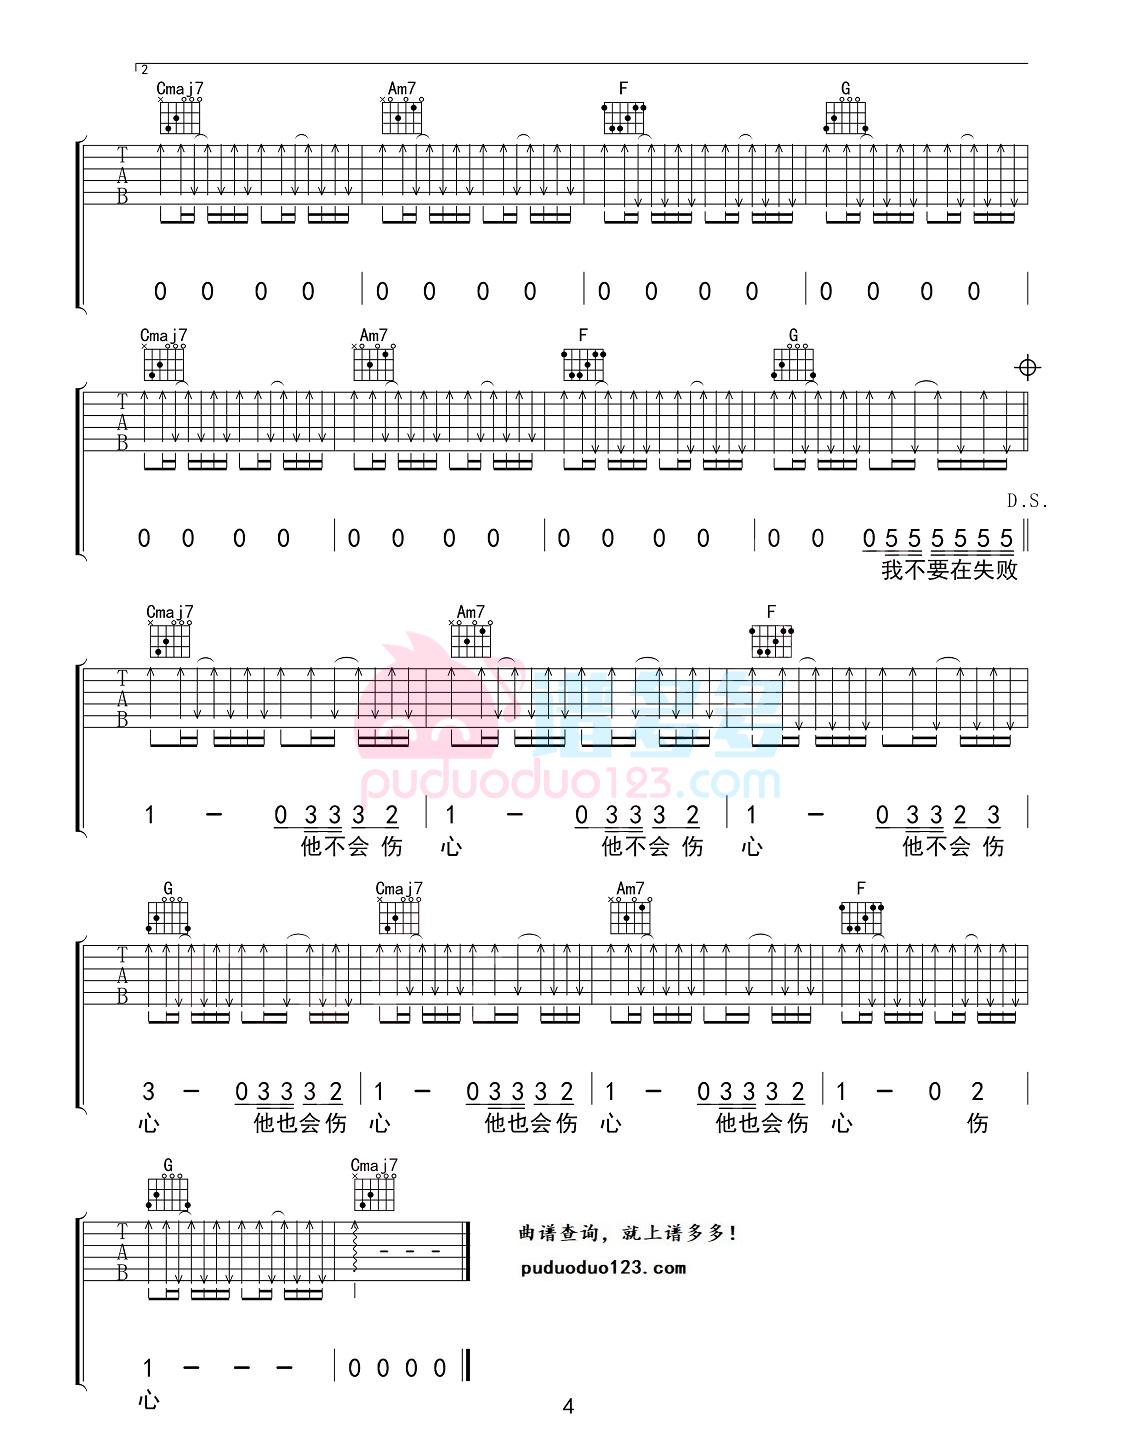 2
Cmaj7 Am7 F G
T
A
B
0 0 0 0 | 0 0 0 0 | 0 0 0 0 | 0 0 0 0 |
Cmaj7 Am7 F G
T
A
B
D.S.
0 0 0 0 | 0 0 0 0 | 0 0 0 0 | 0 0 0 5 5 5 5 5 5 ||
我不要在失败
Cmaj7 Am7 F
T
A
B
谱多多
puduoduo123.com
1 – 0 3 3 3 2 | 1 – 0 3 3 3 2 | 1 – 0 3 3 2 3 |
他不会伤 心 他不会伤 心 他不会伤
G Cmaj7 Am7 F
T
A
B
3 – 0 3 3 3 2 | 1 – 0 3 3 3 2 | 1 – 0 3 3 3 2 | 1 – 0 2 |
心 他也会伤 心 他也会伤 心 他也会伤 心 伤
G Cmaj7
T
A
B
曲谱查询，就上谱多多！
puduoduo123.com
1 – – – | 0 0 0 0 ||
心
4